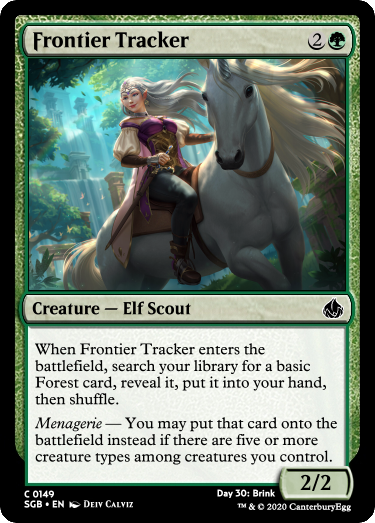 Frontier Tracker 2
Creature — Elf Scout
When Frontier Tracker enters the
battlefield, search your library for a basic
Forest card, reveal it, put it into your hand,
then shuffle.
Menagerie — You may put that card onto the
battlefield instead if there are five or more
creature types among creatures you control.
2/2
C 0149
Day 30: Brink
SGB • EN Deiv Calviz
™ & © 2020 CanterburyEgg